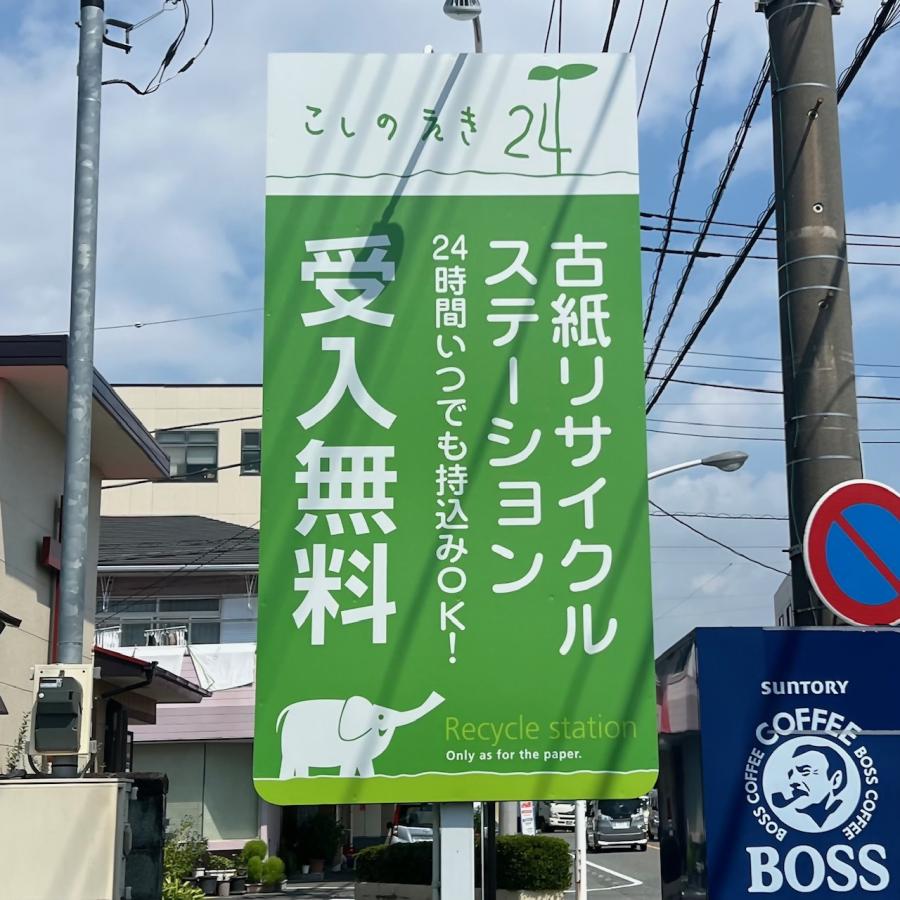 こしのえき 24
古紙リサイクル
ステーション
24時間いつでも持込みOK!
受入無料
Recycle station
Only as for the paper.
SUNTORY
COFFEE
BOSS COFFEE
BOSS COFFEE
BOSS